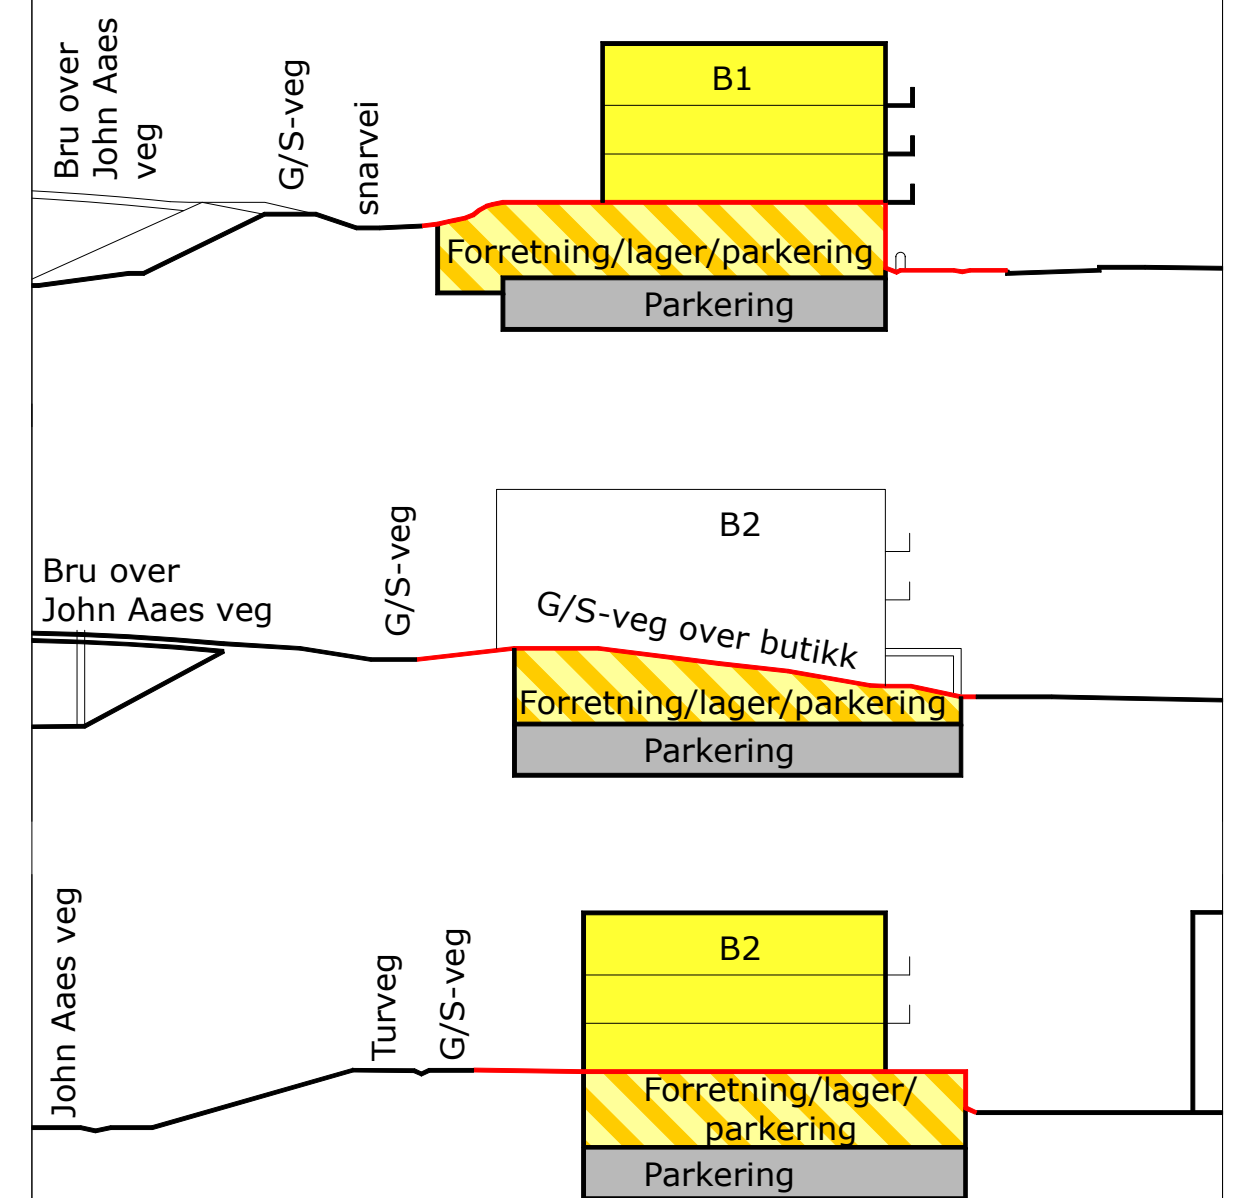 Bru over
John Aaes
veg
G/S-veg
snarvei
B1
Forretning/lager/parkering
Parkering
Bru over
John Aaes veg
G/S-veg
B2
G/S-veg over butikk
Forretning/lager/parkering
Parkering
John Aaes veg
Turveg
G/S-veg
B2
Forretning/lager/
parkering
Parkering